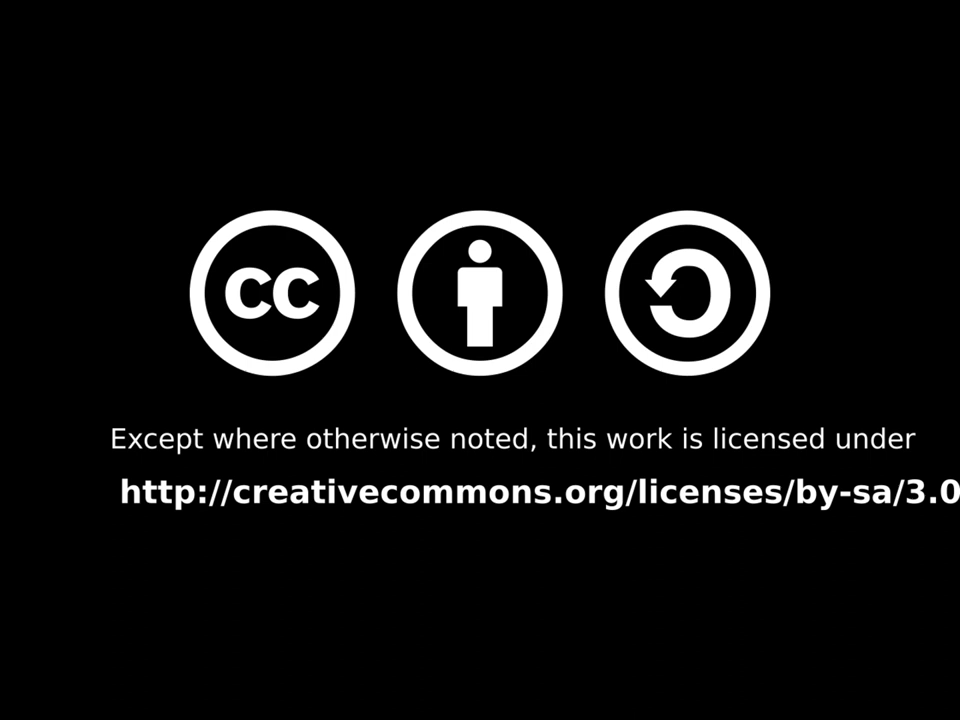 cc
Except where otherwise noted, this work is licensed under
http://creativecommons.org/licenses/by-sa/3.0